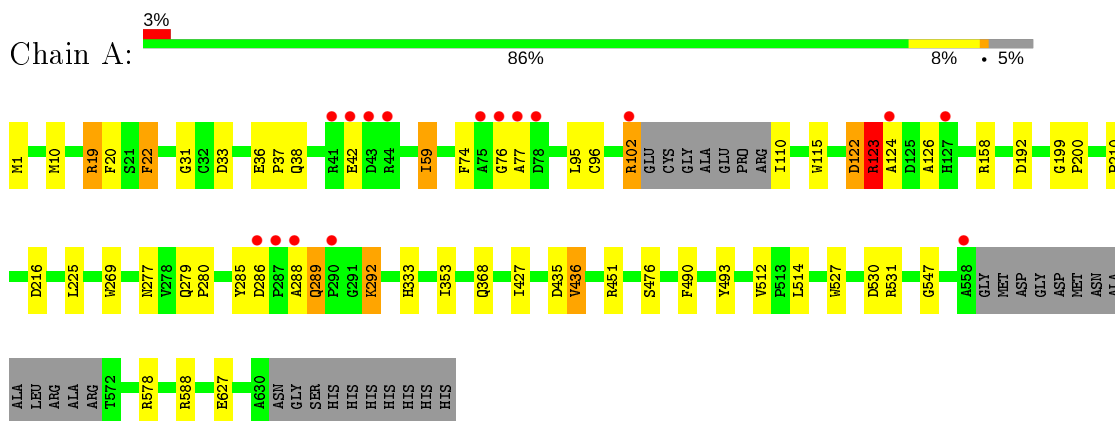 3%
Chain A:
86% 8% • 5%
M1 M10 R19 F20 S21 F22 G31 C32 D33 E36 P37 Q38 R41 E42 D43 R44 I59 F74 A75 G76 A77 D78 L95 C96 R102 GLU CYS GLY ALA GLU PRO ARG I110 W115 D122 R123 A124 D125 A126 H127 R158 D192 G199 P200
D216 L225 W269 N277 V278 Q279 P280 Y285 D286 P287 A288 Q289 P290 G291 K292 H333 I353 Q368 I427 D435 V436 R451 S476 F490 Y493 V512 P513 L514 W527 D530 R531 G547 A558 GLY MET ASP GLY ASP MET ASN ALA
ALA LEU ARG ALA ARG T572 R578 R588 E627 A630 ASN GLY SER HIS HIS HIS HIS HIS HIS